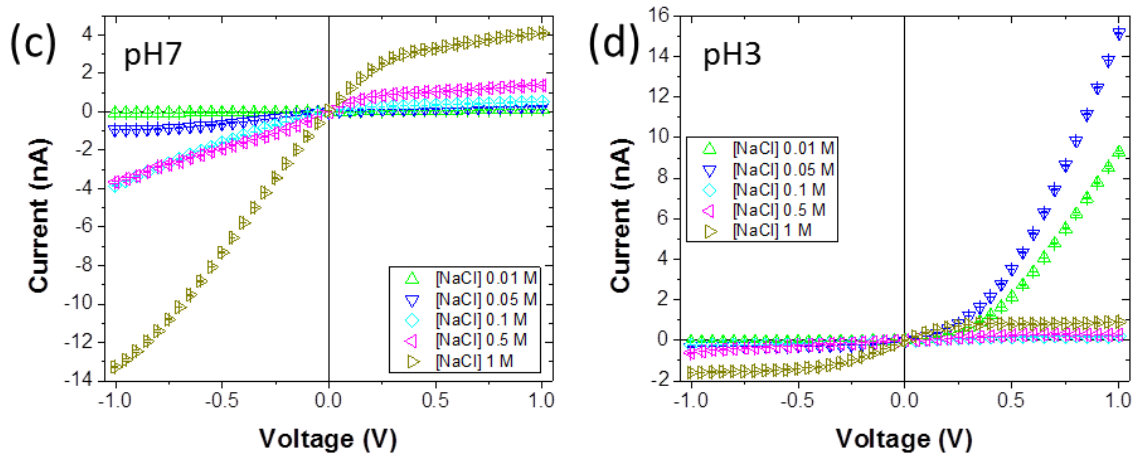 (c)
pH7
Current (nA)
4
2
0
-2
-4
-6
-8
-10
-12
-14
-1.0 -0.5 0.0 0.5 1.0
Voltage (V)
[NaCl] 0.01 M
[NaCl] 0.05 M
[NaCl] 0.1 M
[NaCl] 0.5 M
[NaCl] 1 M
(d)
pH3
Current (nA)
16
14
12
10
8
6
4
2
0
-2
-1.0 -0.5 0.0 0.5 1.0
Voltage (V)
[NaCl] 0.01 M
[NaCl] 0.05 M
[NaCl] 0.1 M
[NaCl] 0.5 M
[NaCl] 1 M